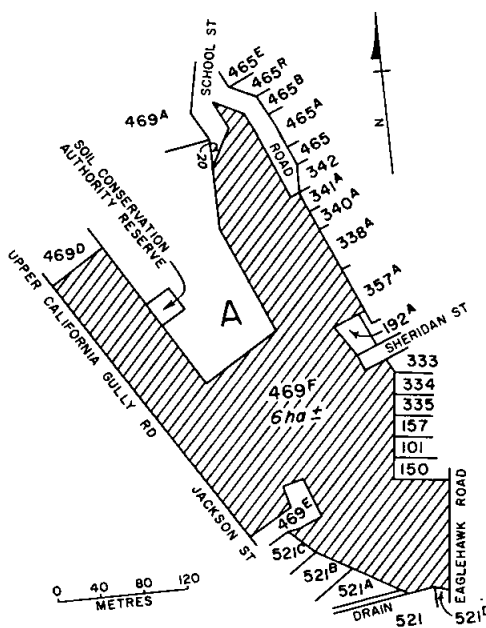 SCHOOL ST
465E
465R
465B
465A
465
342
341A
340A
338A
357A
192A
SHERIDAN ST
333
334
335
157
101
150
EAGLEHAWK ROAD
N
469A
20
ROAD
SOIL CONSERVATION
AUTHORITY RESERVE
469D
UPPER CALIFORNIA GULLY RD
A
469F
6ha ±
JACKSON ST
469E
521C
521B
521A
DRAIN
521
521D
0 40 80 120
METRES